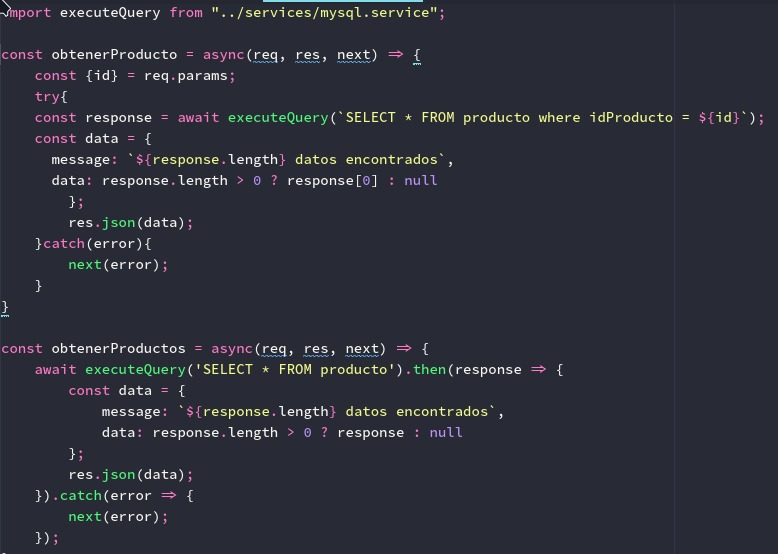 import executeQuery from "../services/mysql.service";
const obtenerProducto = async(req, res, next) => {
const {id} = req.params;
try{
const response = await executeQuery(`SELECT * FROM producto where idProducto = ${id}`);
const data = {
message: `${response.length} datos encontrados`,
data: response.length > 0 ? response[0] : null
};
res.json(data);
}catch(error){
next(error);
}
}
const obtenerProductos = async(req, res, next) => {
await executeQuery('SELECT * FROM producto').then(response => {
const data = {
message: `${response.length} datos encontrados`,
data: response.length > 0 ? response : null
};
res.json(data);
}).catch(error => {
next(error);
});